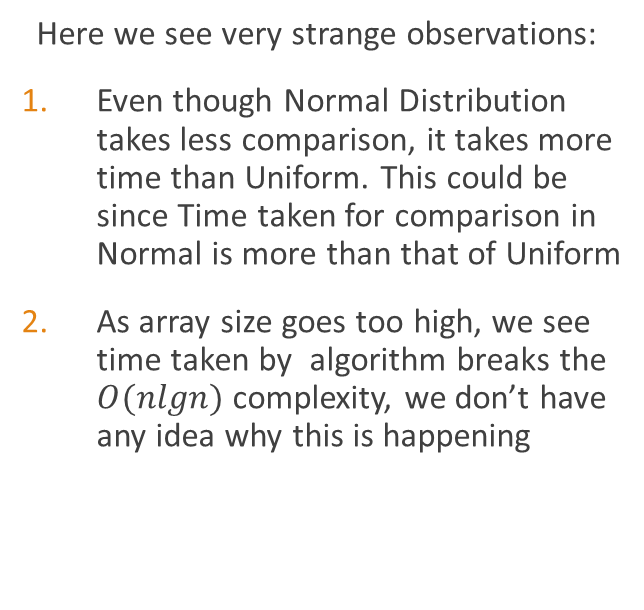 Here we see very strange observations:
1. Even though Normal Distribution
takes less comparison, it takes more
time than Uniform. This could be
since Time taken for comparison in
Normal is more than that of Uniform
2. As array size goes too high, we see
time taken by  algorithm breaks the
O(nlgn) complexity, we don’t have
any idea why this is happening